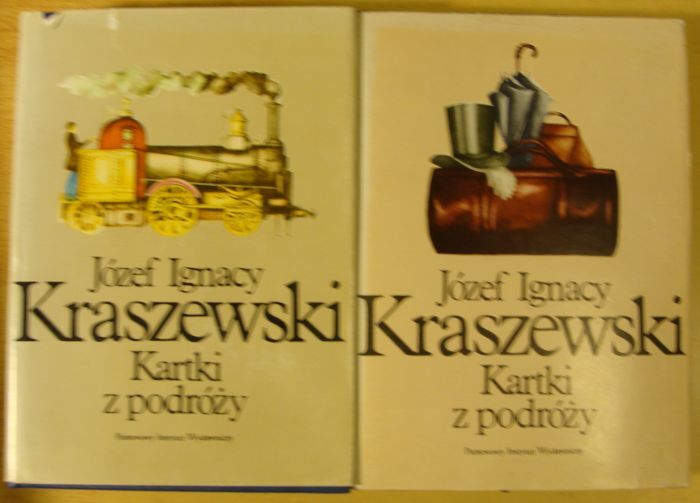 Józef Ignacy
Kraszewski
Kartki
z podróży
Państwowy Instytut Wydawniczy
Józef Ignacy
Kraszewski
Kartki
z podróży
Państwowy Instytut Wydawniczy